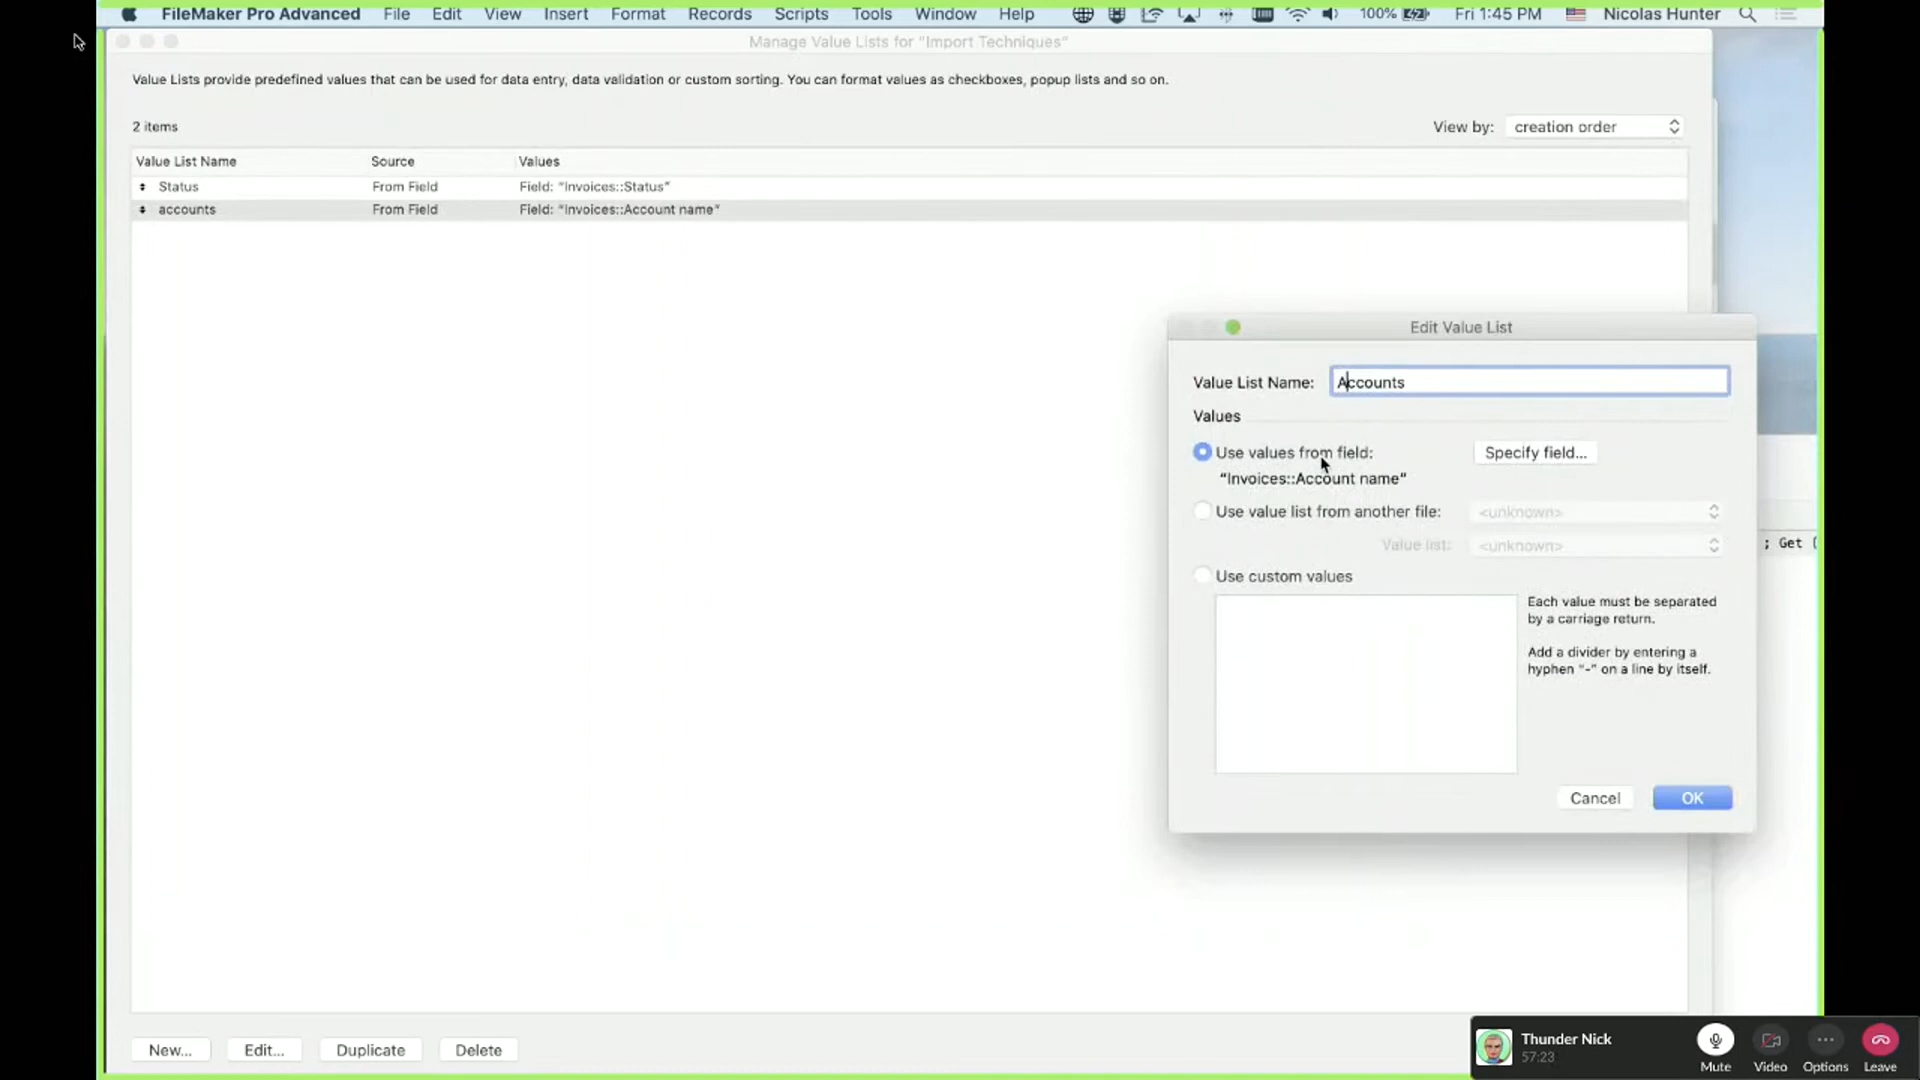 FileMaker Pro Advanced File Edit View Insert Format Records Scripts Tools Window Help 100% Fri 1:45 PM Nicolas Hunter
Manage Value Lists for "Import Techniques"
Value Lists provide predefined values that can be used for data entry, data validation or custom sorting. You can format values as checkboxes, popup lists and so on.
2 items
View by: creation order
Value List Name Source Values
Status From Field Field: "Invoices::Status"
accounts From Field Field: "Invoices::Account name"
Edit Value List
Value List Name: Accounts
Values
Use values from field: Specify field...
"Invoices::Account name"
Use value list from another file: <unknown>
Value list: <unknown>
; Get (
Use custom values
Each value must be separated
by a carriage return.
Add a divider by entering a
hyphen "-" on a line by itself.
Cancel OK
New... Edit... Duplicate Delete
Thunder Nick
57:23
Mute Video Options Leave